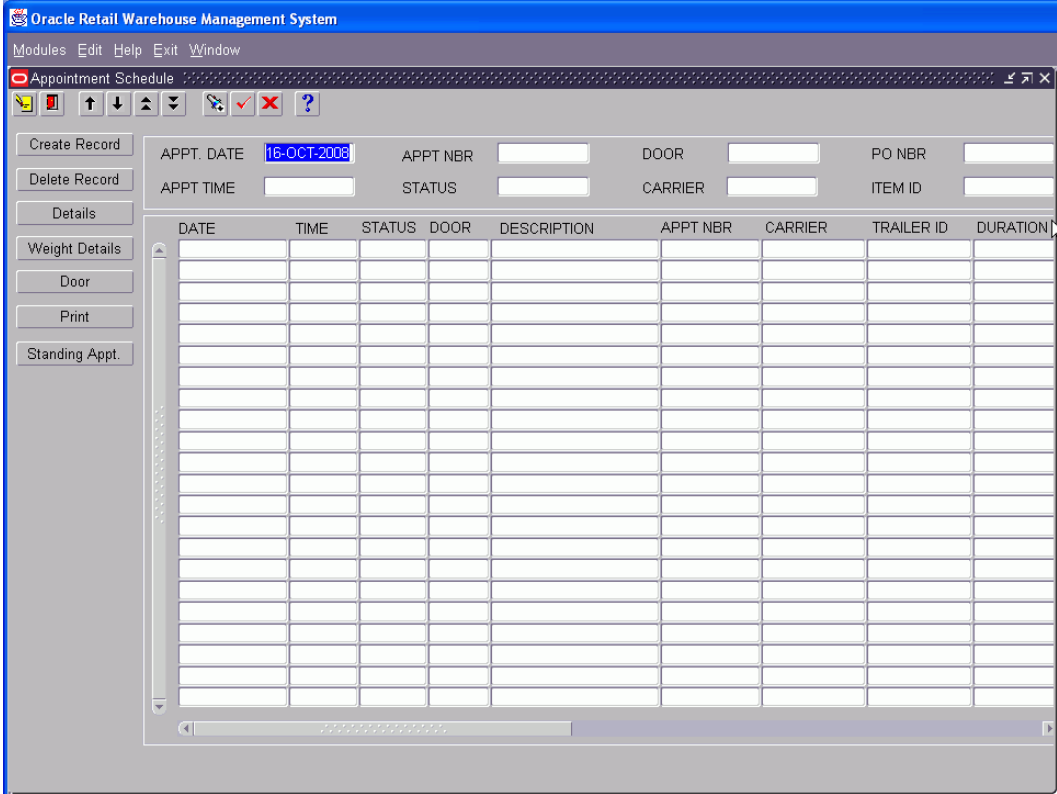 Oracle Retail Warehouse Management System
Modules Edit Help Exit Window
Appointment Schedule
?
Create Record
Delete Record
Details
Weight Details
Door
Print
Standing Appt.
APPT. DATE 16-OCT-2008 APPT NBR DOOR PO NBR
APPT TIME STATUS CARRIER ITEM ID
DATE TIME STATUS DOOR DESCRIPTION APPT NBR CARRIER TRAILER ID DURATION